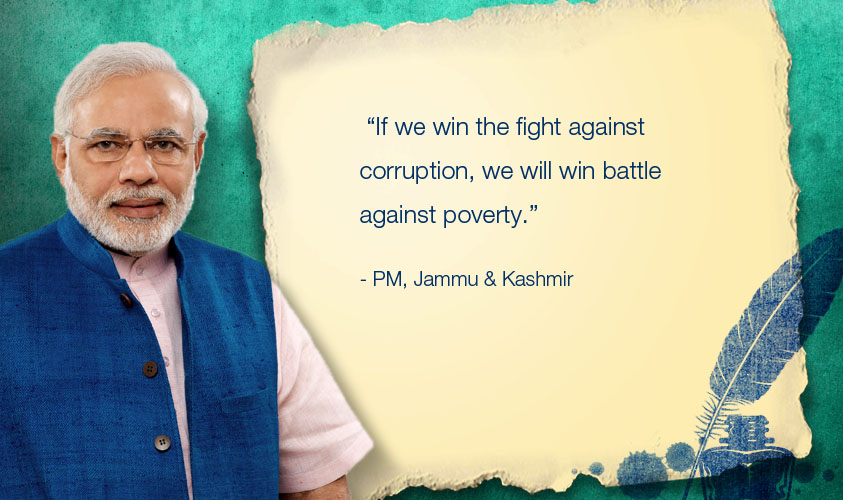 “If we win the fight against
corruption, we will win battle
against poverty.”
- PM, Jammu & Kashmir